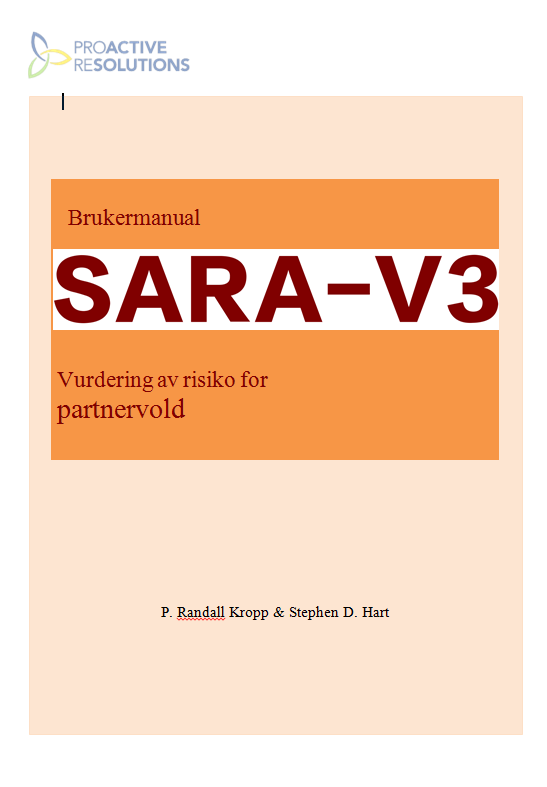 PROACTIVE
RESOLUTIONS
Brukermanual
SARA-V3
Vurdering av risiko for
partnervold
P. Randall Kropp & Stephen D. Hart